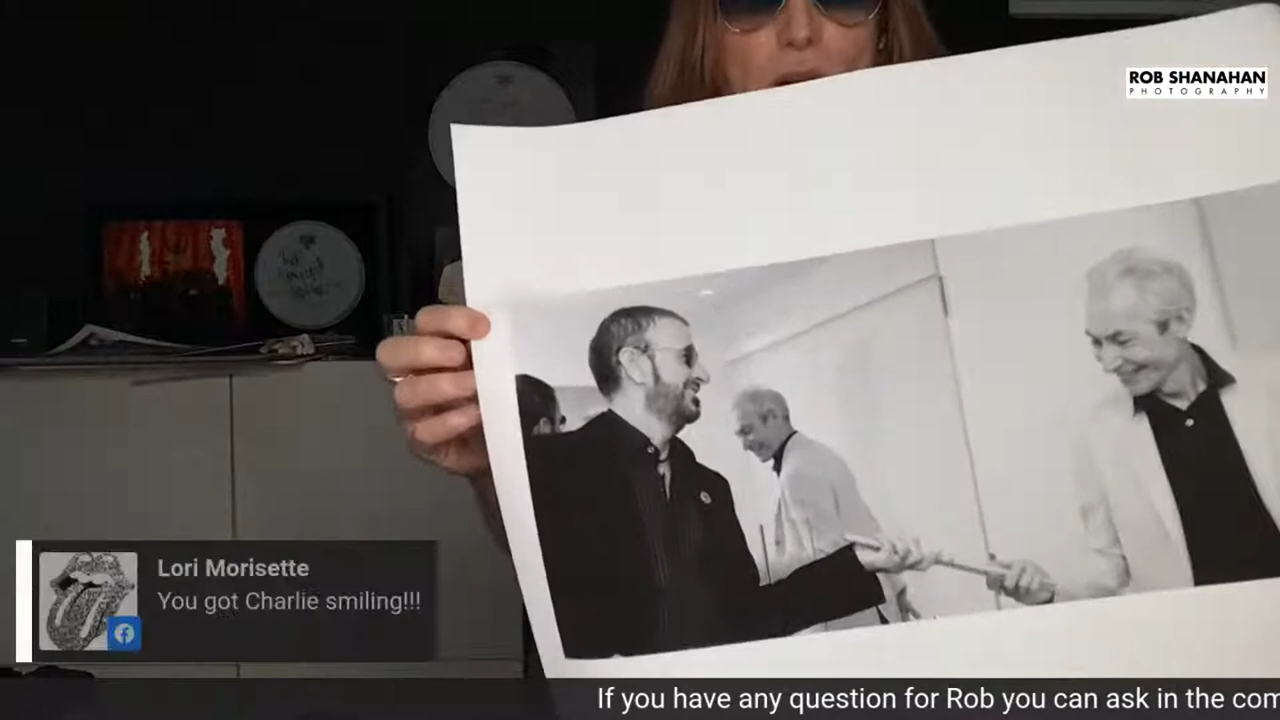 ROB SHANAHAN
PHOTOGRAPHY
Lori Morisette
You got Charlie smiling!!!
If you have any question for Rob you can ask in the com